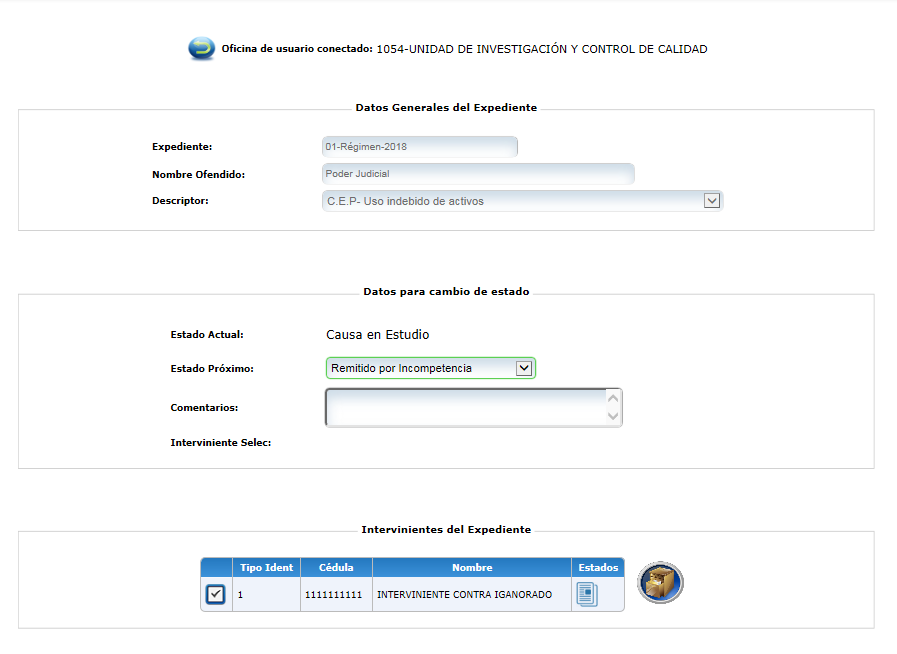 Oficina de usuario conectado: 1054-UNIDAD DE INVESTIGACIÓN Y CONTROL DE CALIDAD
Datos Generales del Expediente
Expediente: 01-Régimen-2018
Nombre Ofendido: Poder Judicial
Descriptor: C.E.P- Uso indebido de activos
Datos para cambio de estado
Estado Actual: Causa en Estudio
Estado Próximo: Remitido por Incompetencia
Comentarios:
Interviniente Selec:
Intervinientes del Expediente
Tipo Ident Cédula Nombre Estados
1 1111111111 INTERVINIENTE CONTRA IGANORADO